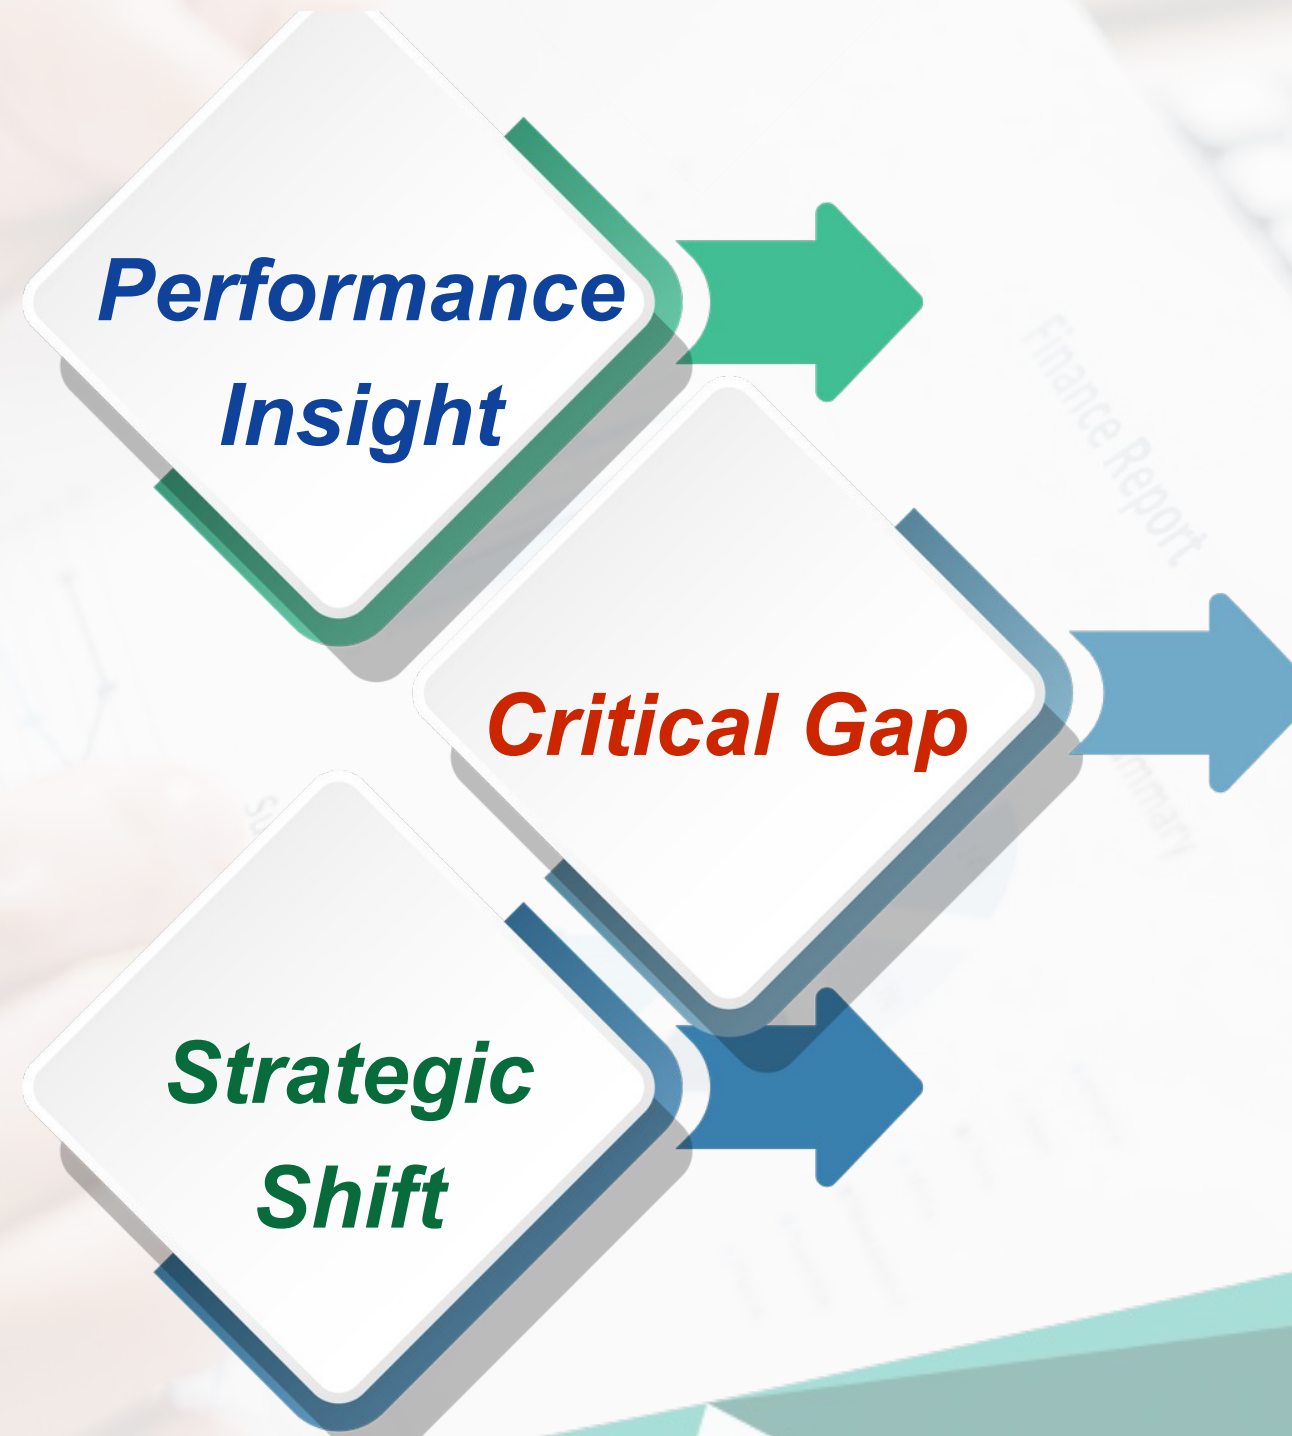 Performance
Insight
Finance Report
Critical Gap
Strategic
Shift